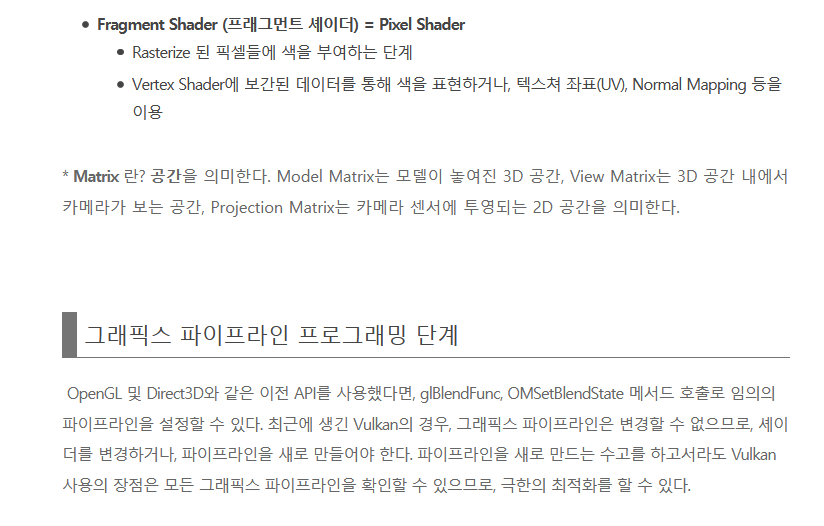 Fragment Shader (프래그먼트 셰이더) = Pixel Shader
Rasterize 된 픽셀들에 색을 부여하는 단계
Vertex Shader에 보간된 데이터를 통해 색을 표현하거나, 텍스쳐 좌표(UV), Normal Mapping 등을
이용
* Matrix 란? 공간을 의미한다. Model Matrix는 모델이 놓여진 3D 공간, View Matrix는 3D 공간 내에서
카메라가 보는 공간, Projection Matrix는 카메라 센서에 투영되는 2D 공간을 의미한다.
그래픽스 파이프라인 프로그래밍 단계
OpenGL 및 Direct3D와 같은 이전 API를 사용했다면, glBlendFunc, OMSetBlendState 메서드 호출로 임의의
파이프라인을 설정할 수 있다. 최근에 생긴 Vulkan의 경우, 그래픽스 파이프라인은 변경할 수 없으므로, 셰이
더를 변경하거나, 파이프라인을 새로 만들어야 한다. 파이프라인을 새로 만드는 수고를 하고서라도 Vulkan
사용의 장점은 모든 그래픽스 파이프라인을 확인할 수 있으므로, 극한의 최적화를 할 수 있다.